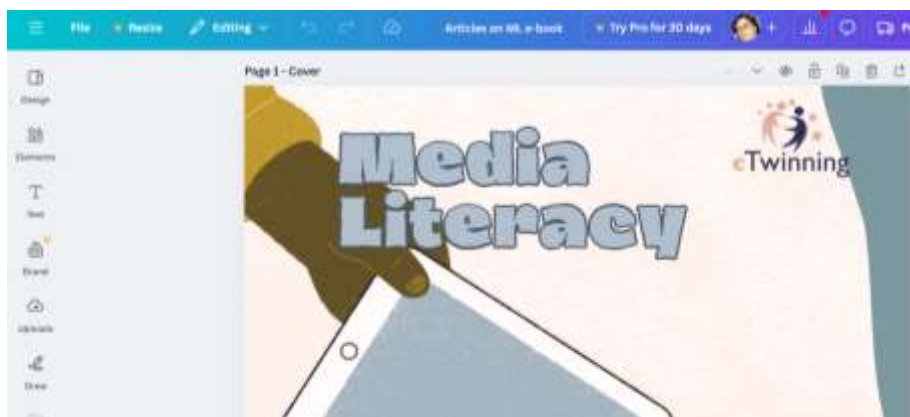 File
Resize
Editing
Articles on ML e-book
Try Pro for 30 days
+
Page 1 - Cover
Design
Elements
Text
Brand
Uploads
Draw
Media
Literacy
eTwinning